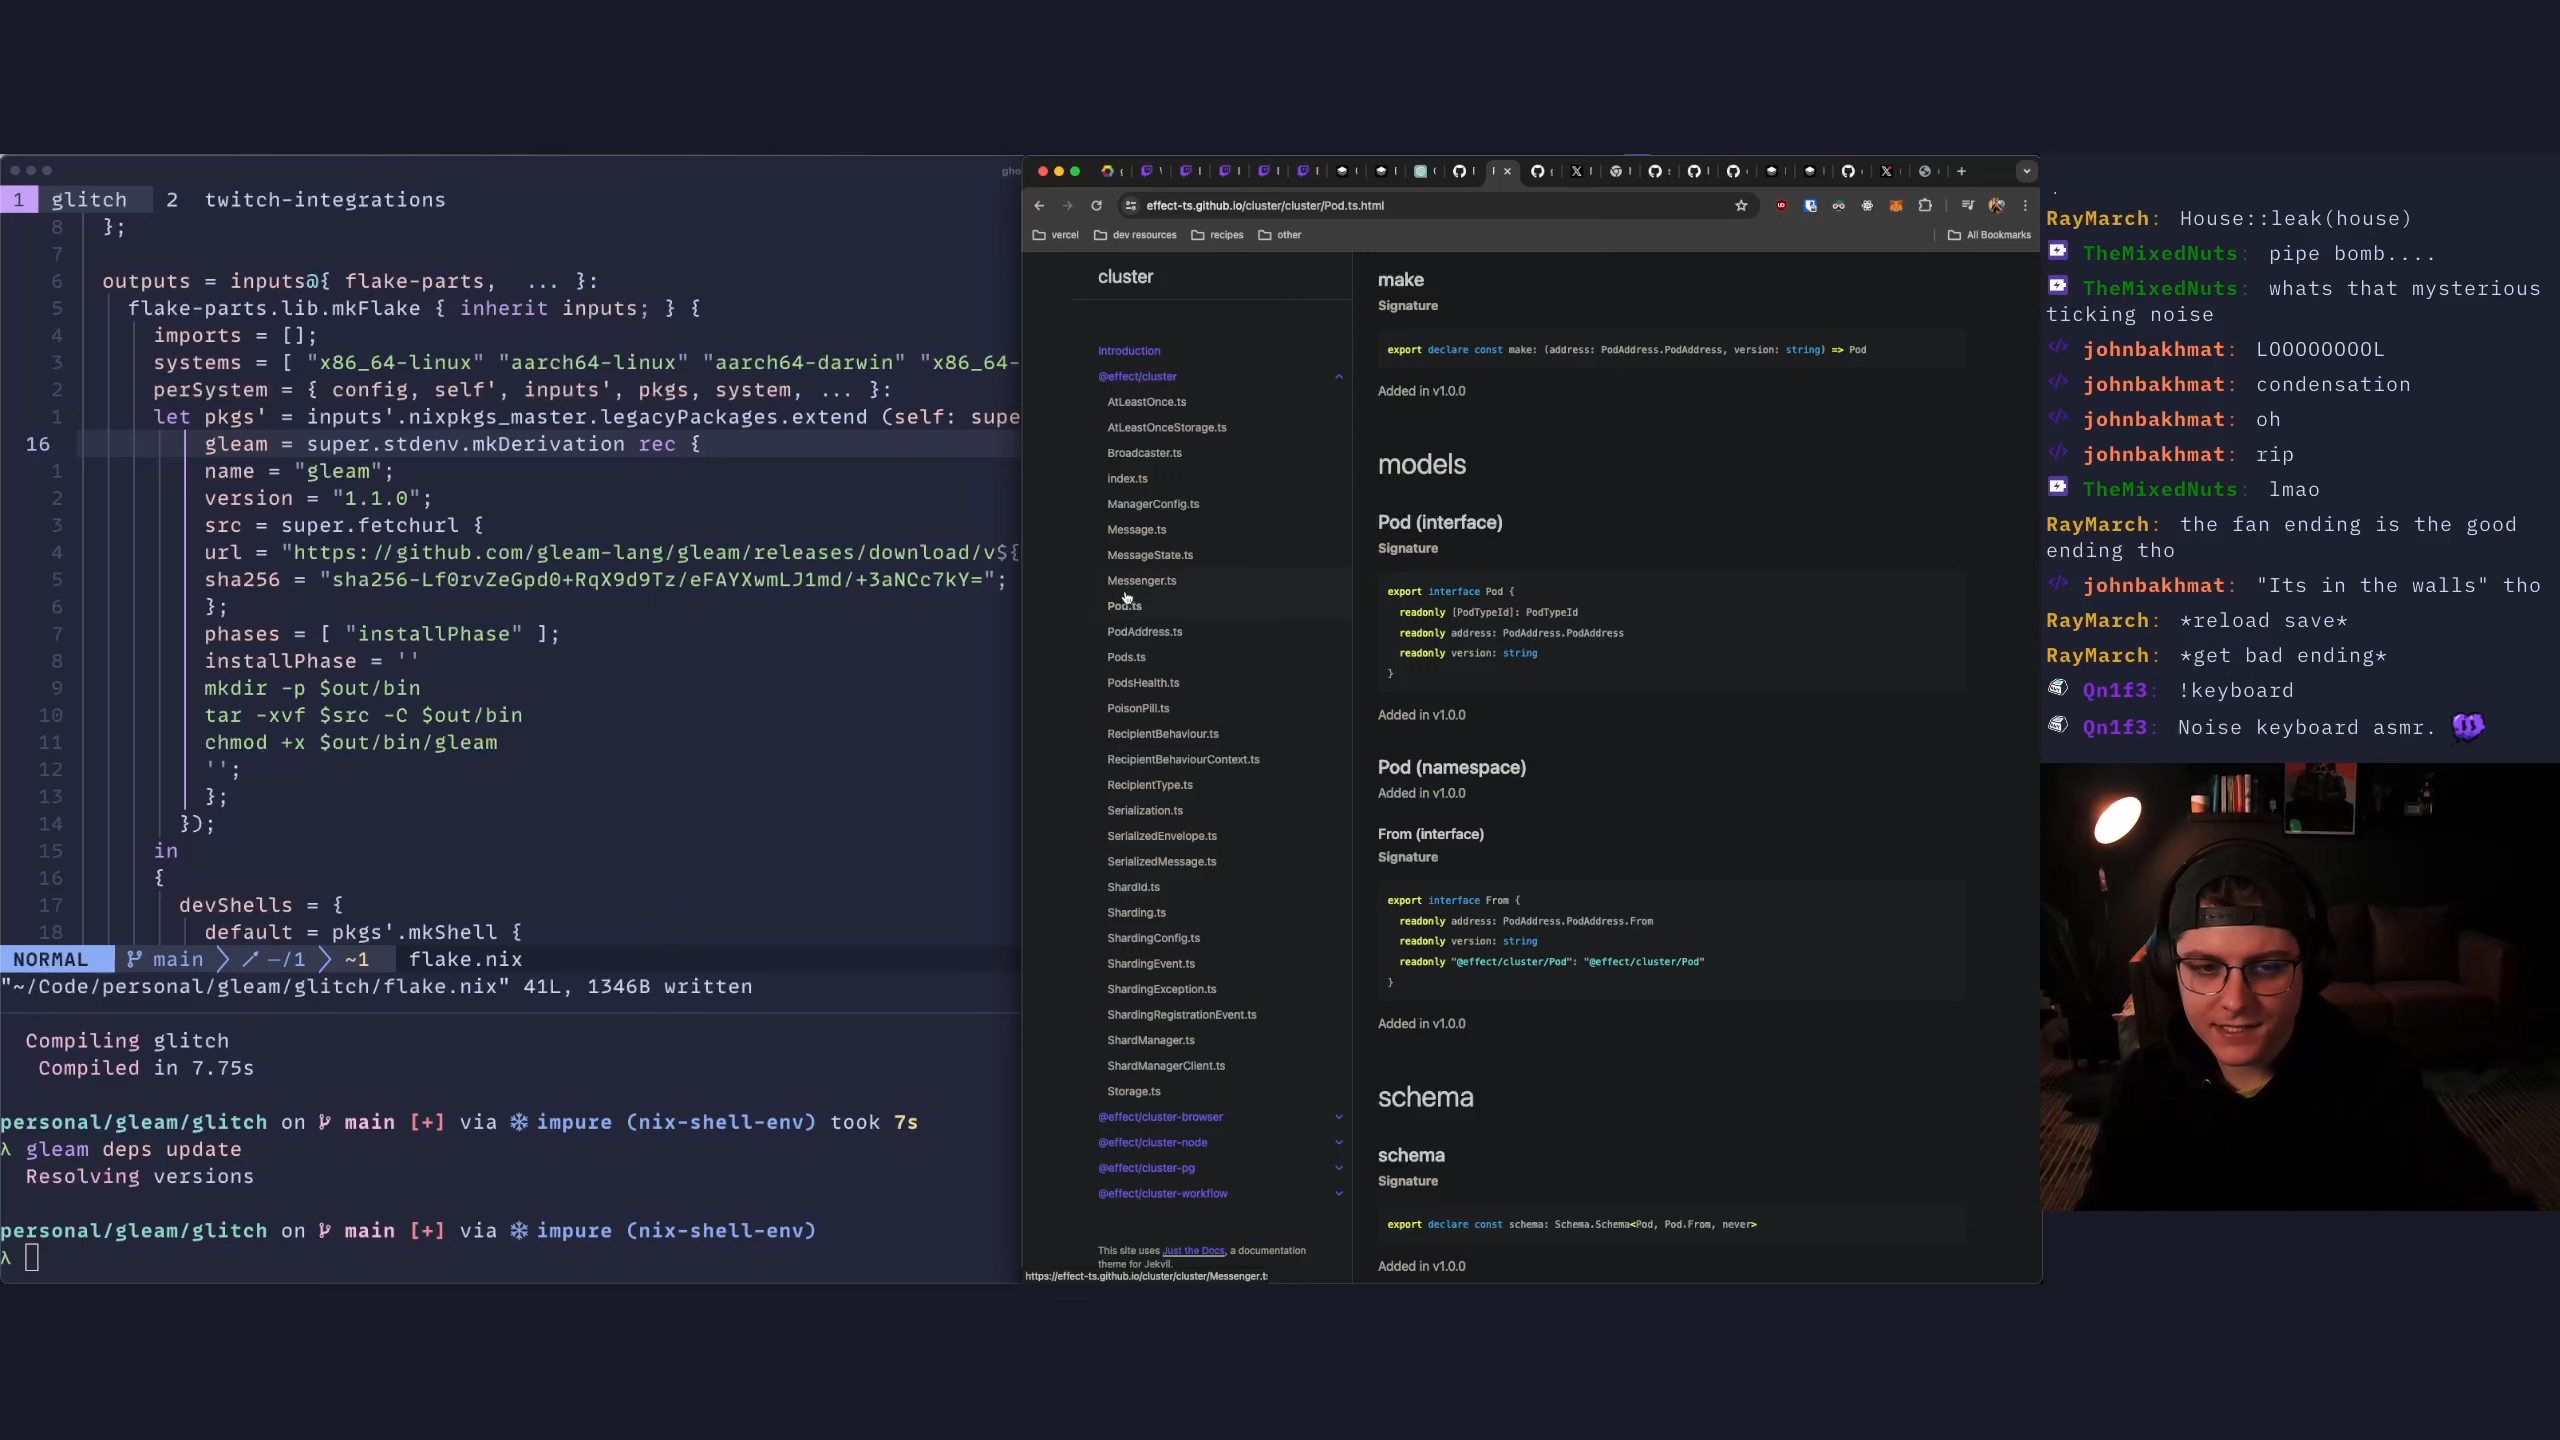 1 glitch 2 twitch-integrations
8 };
7
6 outputs = inputs@{ flake-parts, ... }:
5 flake-parts.lib.mkFlake { inherit inputs; } {
4 imports = [];
3 systems = [ "x86_64-linux" "aarch64-linux" "aarch64-darwin" "x86_64-
2 perSystem = { config, self', inputs', pkgs, system, ... }:
1 let pkgs' = inputs'.nixpkgs_master.legacyPackages.extend (self: supe
16 gleam = super.stdenv.mkDerivation rec {
1 name = "gleam";
2 version = "1.1.0";
3 src = super.fetchurl {
4 url = "https://github.com/gleam-lang/gleam/releases/download/v${
5 sha256 = "sha256-Lf0rvZeGpd0+RqX9d9Tz/eFAYXwmLJ1md/+3aNCc7kY=";
6 };
7 phases = [ "installPhase" ];
8 installPhase = ''
9 mkdir -p $out/bin
10 tar -xvf $src -C $out/bin
11 chmod +x $out/bin/gleam
12 '';
13 };
14 });
15 in
16 {
17 devShells = {
18 default = pkgs'.mkShell {
NORMAL main –/1 ~1 flake.nix
"~/Code/personal/gleam/glitch/flake.nix" 41L, 1346B written
Compiling glitch
Compiled in 7.75s
personal/gleam/glitch on main [+] via ❄ impure (nix-shell-env) took 7s
λ gleam deps update
Resolving versions
personal/gleam/glitch on main [+] via ❄ impure (nix-shell-env)
λ
gho
effect-ts.github.io/cluster/cluster/Pod.ts.html
vercel dev resources recipes other All Bookmarks
cluster
Introduction
@effect/cluster
AtLeastOnce.ts
AtLeastOnceStorage.ts
Broadcaster.ts
index.ts
ManagerConfig.ts
Message.ts
MessageState.ts
Messenger.ts
Pod.ts
PodAddress.ts
Pods.ts
PodsHealth.ts
PoisonPill.ts
RecipientBehaviour.ts
RecipientBehaviourContext.ts
RecipientType.ts
Serialization.ts
SerializedEnvelope.ts
SerializedMessage.ts
ShardId.ts
Sharding.ts
ShardingConfig.ts
ShardingEvent.ts
ShardingException.ts
ShardingRegistrationEvent.ts
ShardManager.ts
ShardManagerClient.ts
Storage.ts
@effect/cluster-browser
@effect/cluster-node
@effect/cluster-pg
@effect/cluster-workflow
This site uses Just the Docs, a documentation
theme for Jekyll.
https://effect-ts.github.io/cluster/cluster/Messenger.t
make
Signature
export declare const make: (address: PodAddress.PodAddress, version: string) => Pod
Added in v1.0.0
models
Pod (interface)
Signature
export interface Pod {
readonly [PodTypeId]: PodTypeId
readonly address: PodAddress.PodAddress
readonly version: string
}
Added in v1.0.0
Pod (namespace)
Added in v1.0.0
From (interface)
Signature
export interface From {
readonly address: PodAddress.PodAddress.From
readonly version: string
readonly "@effect/cluster/Pod": "@effect/cluster/Pod"
}
Added in v1.0.0
schema
schema
Signature
export declare const schema: Schema.Schema<Pod, Pod.From, never>
Added in v1.0.0
RayMarch: House::leak(house)
TheMixedNuts: pipe bomb....
TheMixedNuts: whats that mysterious
ticking noise
johnbakhmat: LOOOOOOOOL
johnbakhmat: condensation
johnbakhmat: oh
johnbakhmat: rip
TheMixedNuts: lmao
RayMarch: the fan ending is the good
ending tho
johnbakhmat: "Its in the walls" tho
RayMarch: *reload save*
RayMarch: *get bad ending*
Qn1f3: !keyboard
Qn1f3: Noise keyboard asmr.